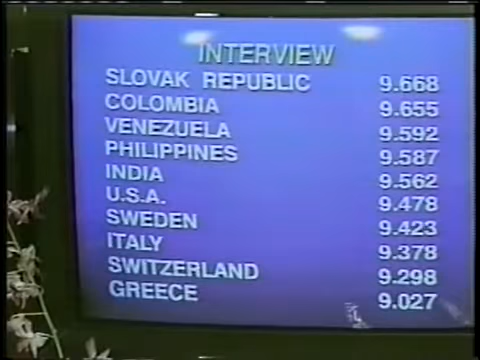 INTERVIEW
SLOVAK REPUBLIC 9.668
COLOMBIA 9.655
VENEZUELA 9.592
PHILIPPINES 9.587
INDIA 9.562
U.S.A. 9.478
SWEDEN 9.423
ITALY 9.378
SWITZERLAND 9.298
GREECE 9.027